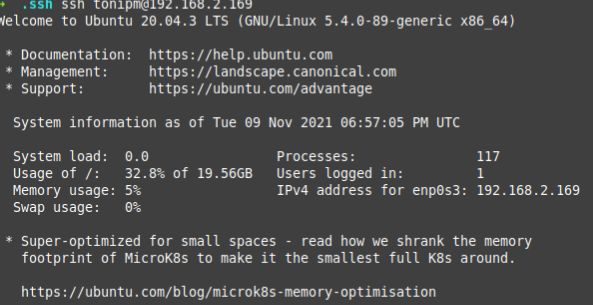 → .ssh ssh tonipm@192.168.2.169
Welcome to Ubuntu 20.04.3 LTS (GNU/Linux 5.4.0-89-generic x86_64)
* Documentation: https://help.ubuntu.com
* Management: https://landscape.canonical.com
* Support: https://ubuntu.com/advantage
System information as of Tue 09 Nov 2021 06:57:05 PM UTC
System load: 0.0 Processes: 117
Usage of /: 32.8% of 19.56GB Users logged in: 1
Memory usage: 5% IPv4 address for enp0s3: 192.168.2.169
Swap usage: 0%
* Super-optimized for small spaces - read how we shrank the memory
footprint of MicroK8s to make it the smallest full K8s around.
https://ubuntu.com/blog/microk8s-memory-optimisation